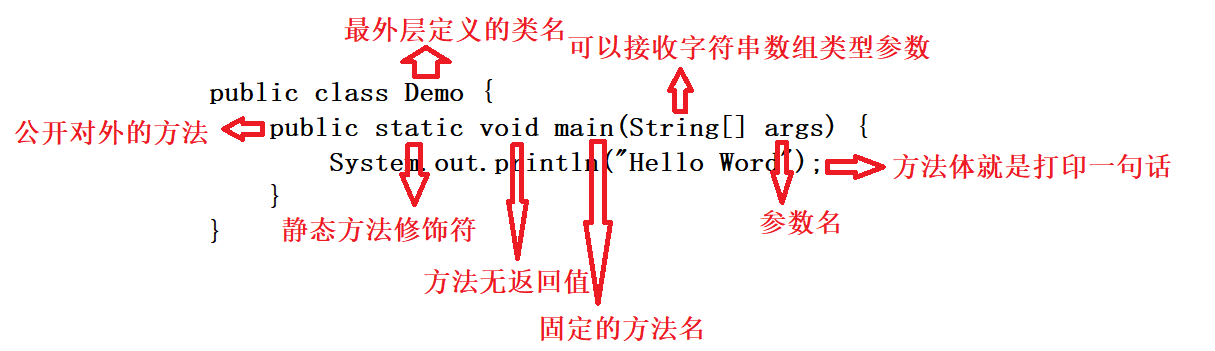 最外层定义的类名
可以接收字符串数组类型参数
public class Demo {
公开对外的方法
public static void main(String[] args) {
System.out.println("Hello Word");
方法体就是打印一句话
}
静态方法修饰符
参数名
}
方法无返回值
固定的方法名